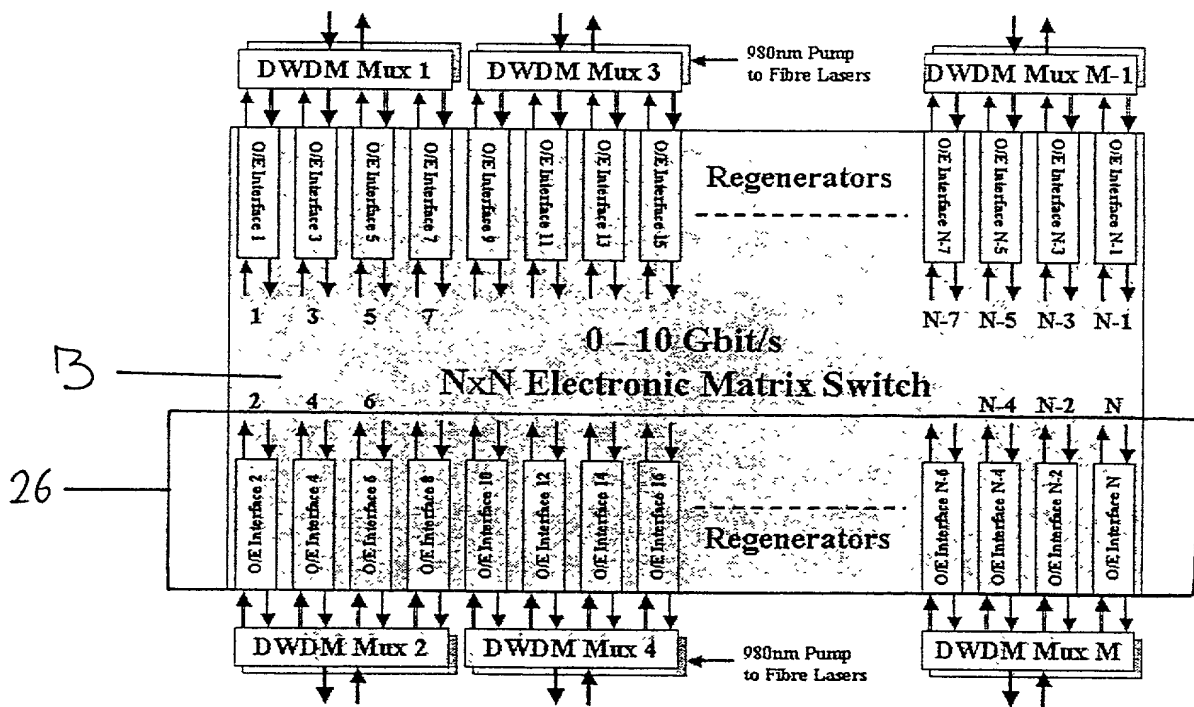 DWDM Mux 1
DWDM Mux 3
980nm Pump
to Fibre Lasers
DWDM Mux M-1
O/E Interface 1
O/E Interface 3
O/E Interface 5
O/E Interface 7
O/E Interface 9
O/E Interface 11
O/E Interface 13
O/E Interface 15
Regenerators
O/E Interface N-7
O/E Interface N-5
O/E Interface N-3
O/E Interface N-1
1 3 5 7
N-7 N-5 N-3 N-1
0 - 10 Gbit/s
NxN Electronic Matrix Switch
2 4 6
N-4 N-2 N
26
O/E Interface 2
O/E Interface 4
O/E Interface 6
O/E Interface 8
O/E Interface 10
O/E Interface 12
O/E Interface 14
O/E Interface 16
Regenerators
O/E Interface N-6
O/E Interface N-4
O/E Interface N-2
O/E Interface N
DWDM Mux 2
DWDM Mux 4
980nm Pump
to Fibre Lasers
DWDM Mux M